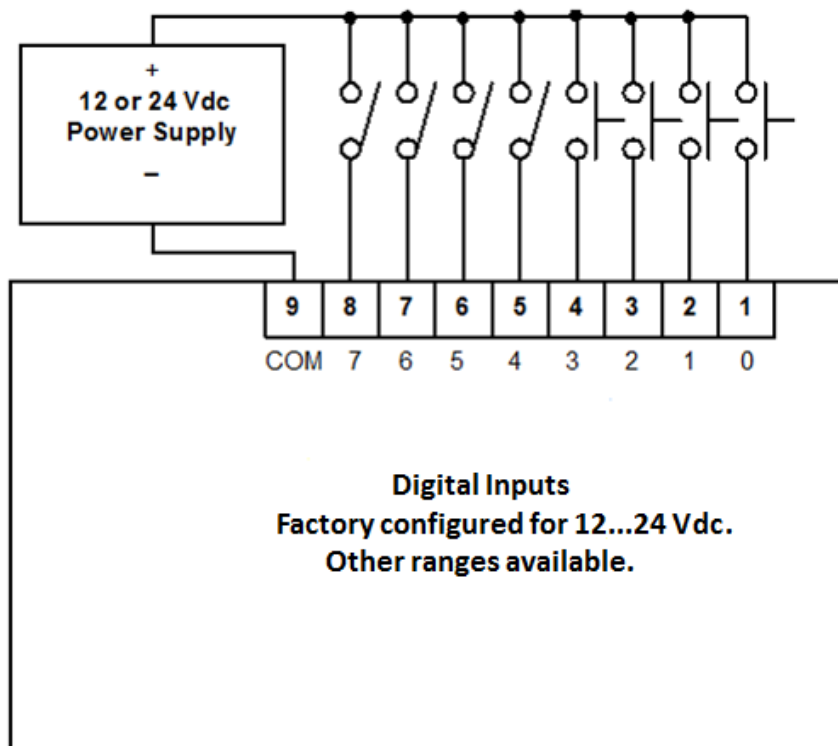 +
12 or 24 Vdc
Power Supply
–
9 8 7 6 5 4 3 2 1
COM 7 6 5 4 3 2 1 0
Digital Inputs
Factory configured for 12...24 Vdc.
Other ranges available.